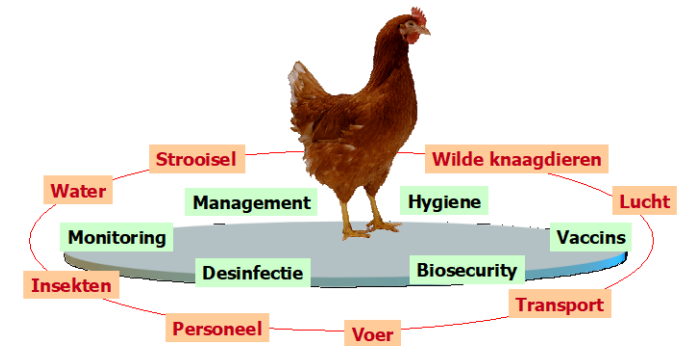 Strooisel
Wilde knaagdieren
Water
Lucht
Management
Hygiene
Monitoring
Vaccins
Desinfectie
Biosecurity
Insekten
Transport
Personeel
Voer